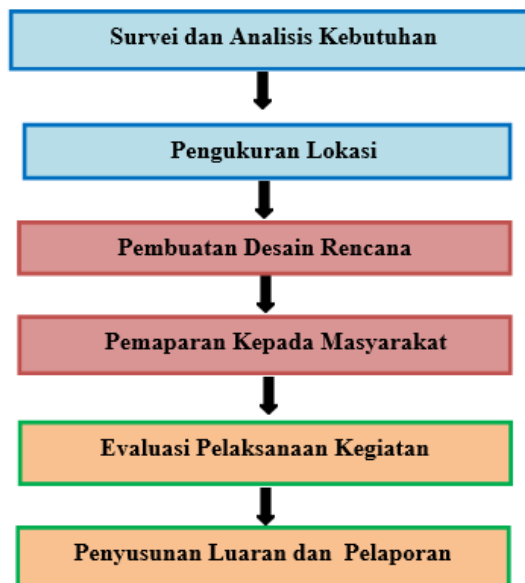 Survei dan Analisis Kebutuhan
Pengukuran Lokasi
Pembuatan Desain Rencana
Pemaparan Kepada Masyarakat
Evaluasi Pelaksanaan Kegiatan
Penyusunan Luaran dan Pelaporan